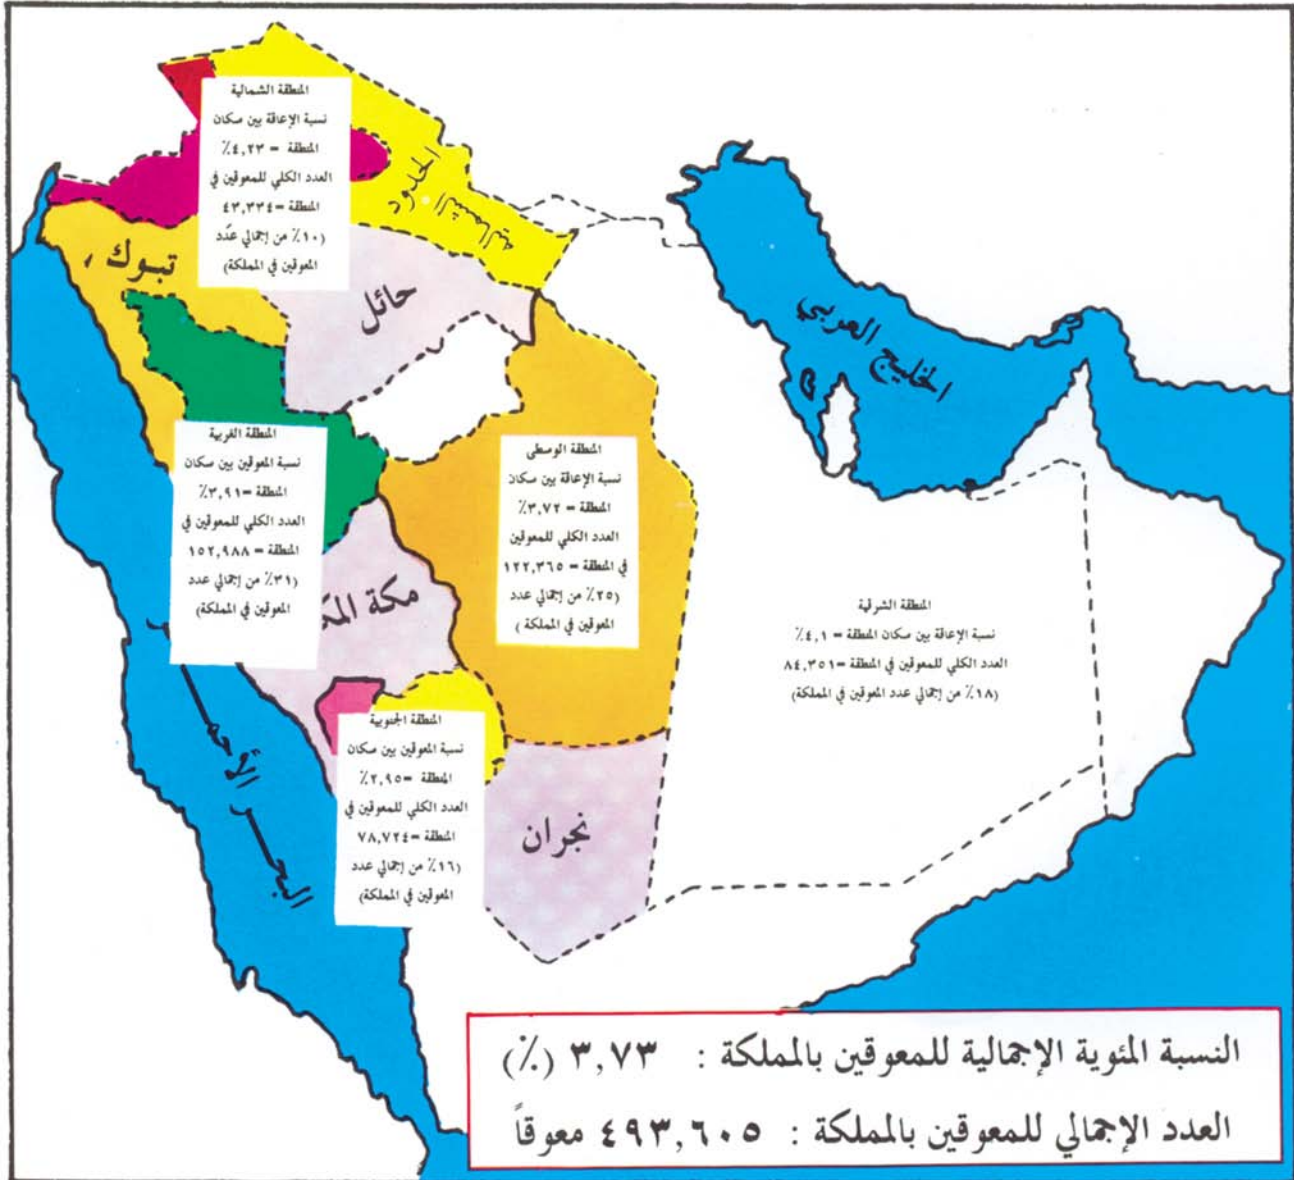 المنطقة الشمالية
نسبة الإعاقة بين سكان
المنطقة = ٤,٢٣٪
العدد الكلي للمعوقين في
المنطقة = ٤٣,٣٣٤
(١٠٪ من إجمالي عدد
المعوقين في المملكة)
الحدود
الشمالية
تبوك
حائل
الخليج العربي
المنطقة الغربية
نسبة المعوقين بين سكان
المنطقة = ٣,٩١٪
العدد الكلي للمعوقين في
المنطقة = ١٥٢,٩٨٨
(٣١٪ من إجمالي عدد
المعوقين في المملكة)
المنطقة الوسطى
نسبة الإعاقة بين سكان
المنطقة = ٣,٧٢٪
العدد الكلي للمعوقين
في المنطقة = ١٢٢,٣٦٥
(٢٥٪ من إجمالي عدد
المعوقين في المملكة )
مكة المك
المنطقة الشرقية
نسبة الإعاقة بين سكان المنطقة = ٤,١٪
العدد الكلي للمعوقين في المنطقة = ٨٤,٣٥١
(١٨٪ من إجمالي عدد المعوقين في المملكة)
المنطقة الجنوبية
نسبة المعوقين بين سكان
المنطقة = ٢,٩٥٪
العدد الكلي للمعوقين في
المنطقة = ٧٨,٧٢٤
(١٦٪ من إجمالي عدد
المعوقين في المملكة)
نجران
البحر الأحمر
النسبة المئوية الإجمالية للمعوقين بالمملكة : ٣,٧٣ (٪)
العدد الإجمالي للمعوقين بالمملكة : ٤٩٣,٦٠٥ معوقاً